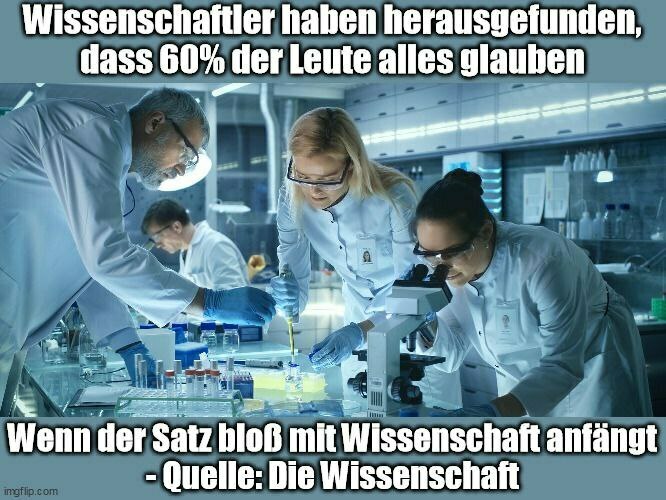 Wissenschaftler haben herausgefunden,
dass 60% der Leute alles glauben
Wenn der Satz bloß mit Wissenschaft anfängt
- Quelle: Die Wissenschaft
imgflip.com